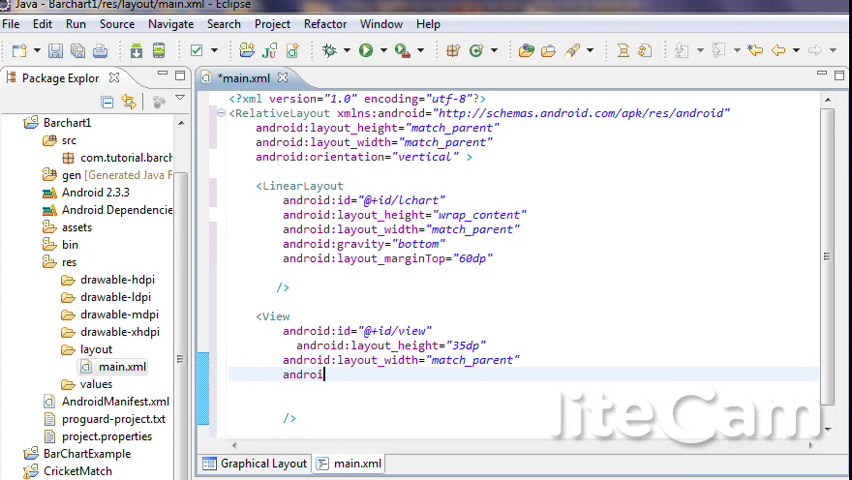 Java - Barchart1/res/layout/main.xml - Eclipse
File Edit Run Source Navigate Search Project Refactor Window Help
Package Explor
*main.xml
Barchart1
src
com.tutorial.barch
gen [Generated Java F
Android 2.3.3
Android Dependencie
assets
bin
res
drawable-hdpi
drawable-ldpi
drawable-mdpi
drawable-xhdpi
layout
main.xml
values
AndroidManifest.xml
proguard-project.txt
project.properties
BarChartExample
CricketMatch
<?xml version="1.0" encoding="utf-8"?>
<RelativeLayout xmlns:android="http://schemas.android.com/apk/res/android"
android:layout_height="match_parent"
android:layout_width="match_parent"
android:orientation="vertical" >
<LinearLayout
android:id="@+id/lchart"
android:layout_height="wrap_content"
android:layout_width="match_parent"
android:gravity="bottom"
android:layout_marginTop="60dp"
/>
<View
android:id="@+id/view"
android:layout_height="35dp"
android:layout_width="match_parent"
androi
/>
liteCam
Graphical Layout
main.xml